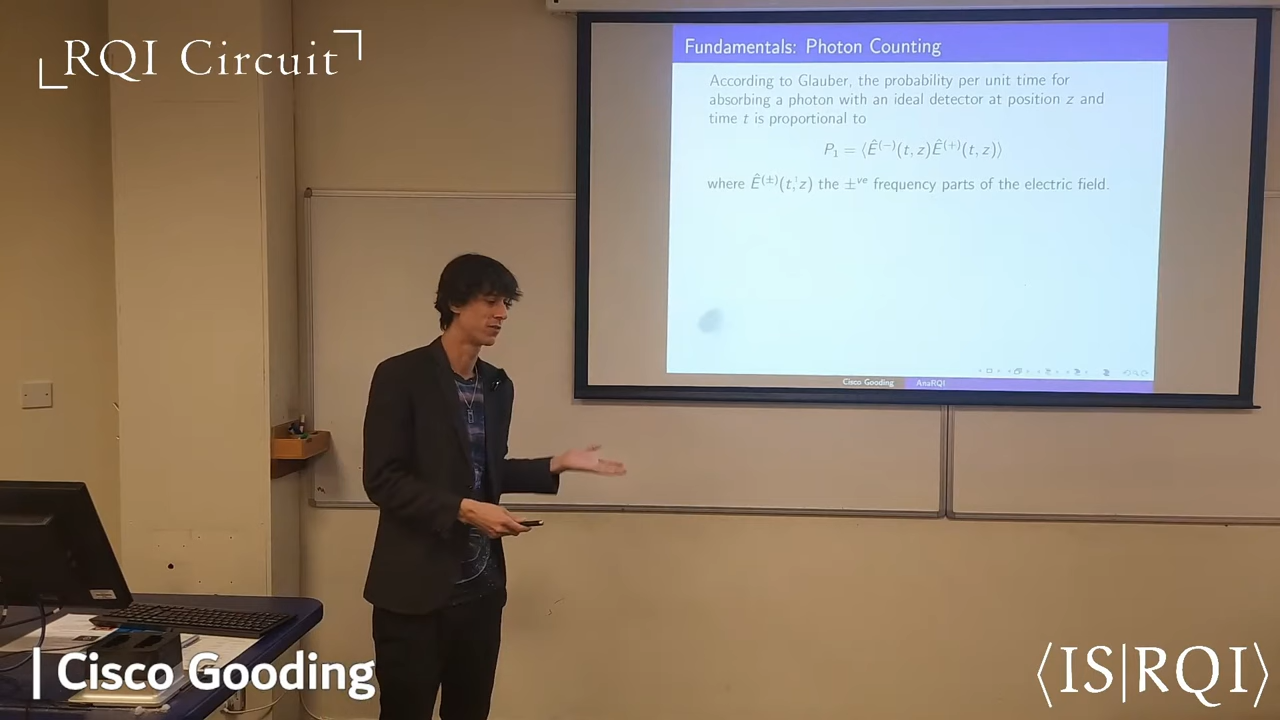 RQI Circuit
Fundamentals: Photon Counting
According to Glauber, the probability per unit time for
absorbing a photon with an ideal detector at position z and
time t is proportional to
P₁ = ⟨Ê⁽⁻⁾(t, z)Ê⁽⁺⁾(t, z)⟩
where Ê⁽±⁾(t, z) the ±ᵛᵉ frequency parts of the electric field.
Cisco Gooding AnaRQI
| Cisco Gooding
⟨IS|RQI⟩